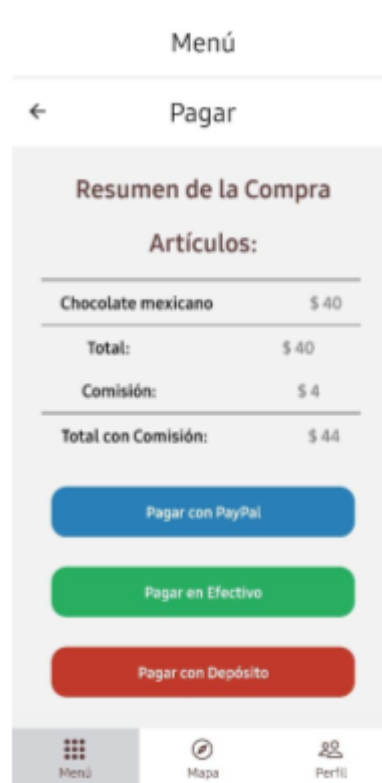 Menú
Pagar
Resumen de la Compra
Artículos:
Chocolate mexicano $ 40
Total: $ 40
Comisión: $ 4
Total con Comisión: $ 44
Pagar con PayPal
Pagar en Efectivo
Pagar con Depósito
Menú Mapa Perfil